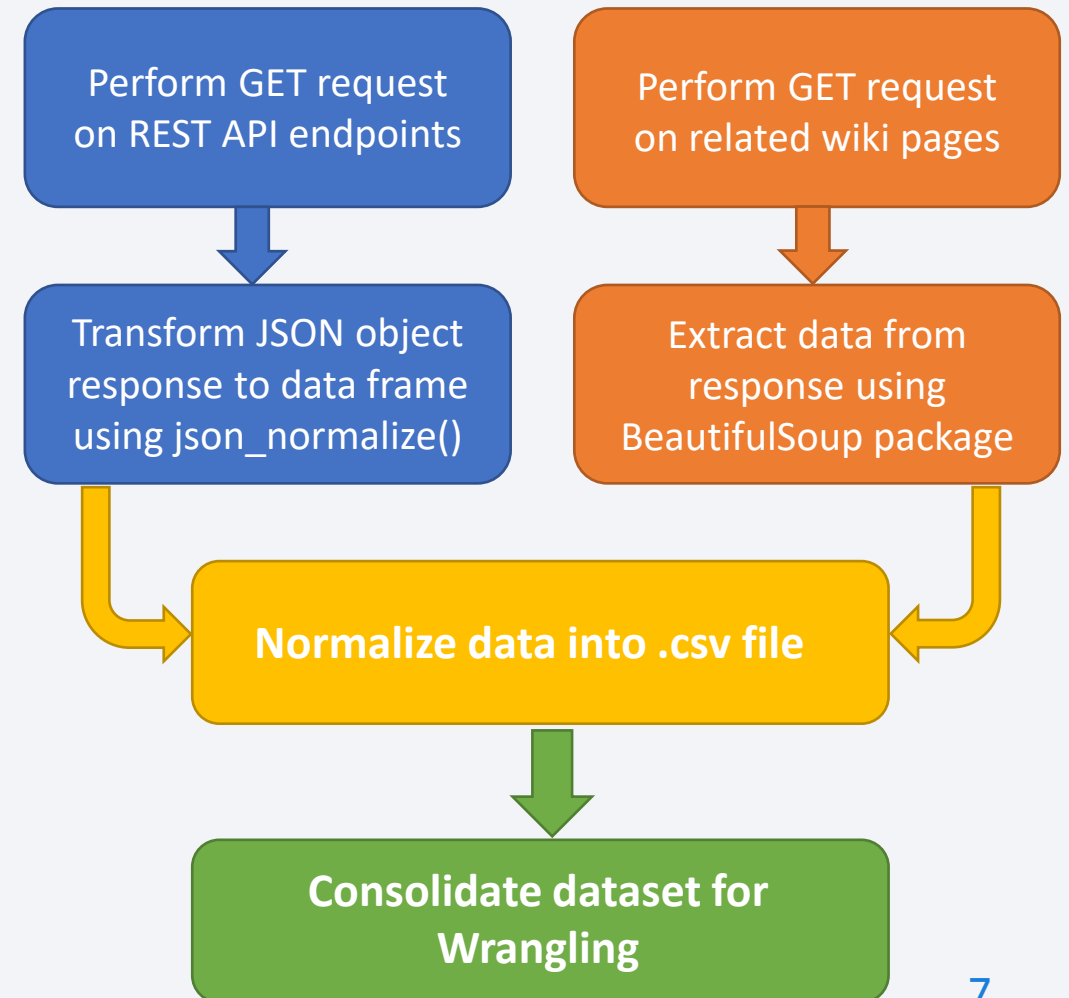 Perform GET request
on REST API endpoints
Perform GET request
on related wiki pages
Transform JSON object
response to data frame
using json_normalize()
Extract data from
response using
BeautifulSoup package
Normalize data into .csv file
Consolidate dataset for
Wrangling
7